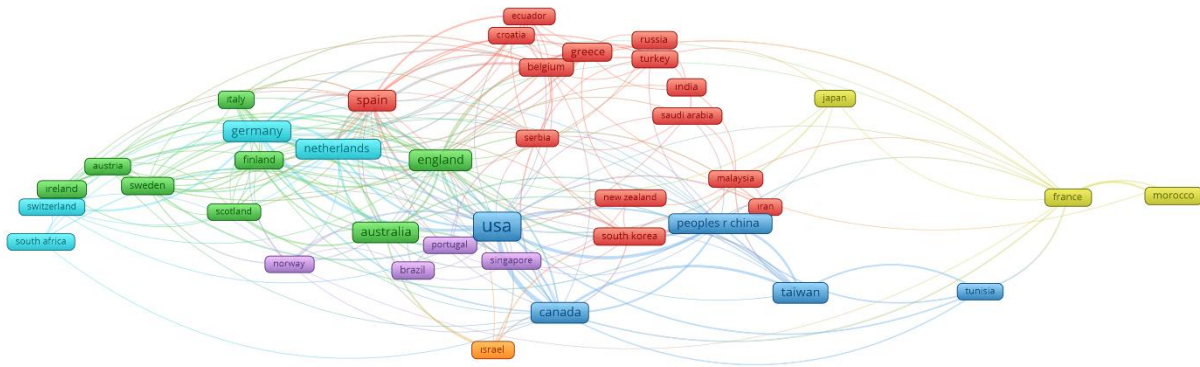 ecuador
croatia
greece
russia
belgium
turkey
india
italy
spain
japan
saudi arabia
germany
serbia
netherlands
england
finland
austria
malaysia
sweden
ireland
switzerland
new zealand
iran
france
morocco
scotland
usa
peoples r china
australia
south korea
south africa
portugal
norway
brazil
singapore
taiwan
tunisia
canada
israel